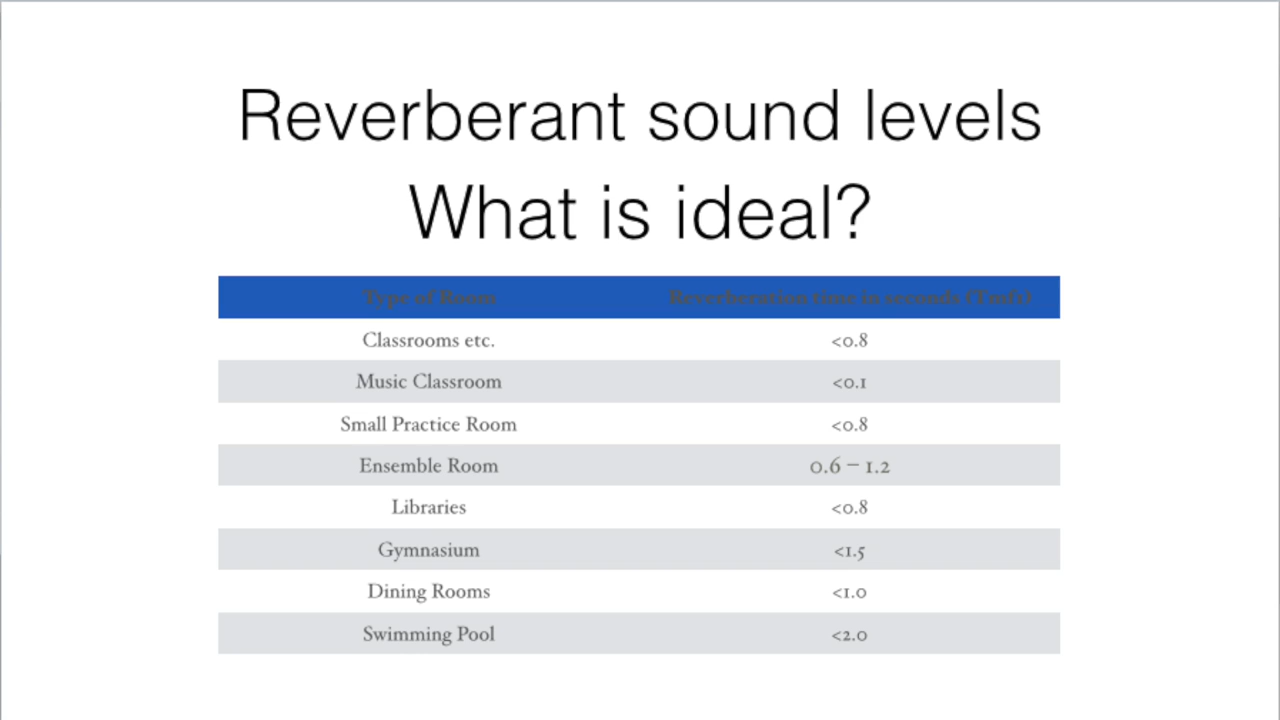 Reverberant sound levels
What is ideal?
Type of Room Reverberation time in seconds (Tmf1)
Classrooms etc. <0.8
Music Classroom <0.1
Small Practice Room <0.8
Ensemble Room 0.6 – 1.2
Libraries <0.8
Gymnasium <1.5
Dining Rooms <1.0
Swimming Pool <2.0